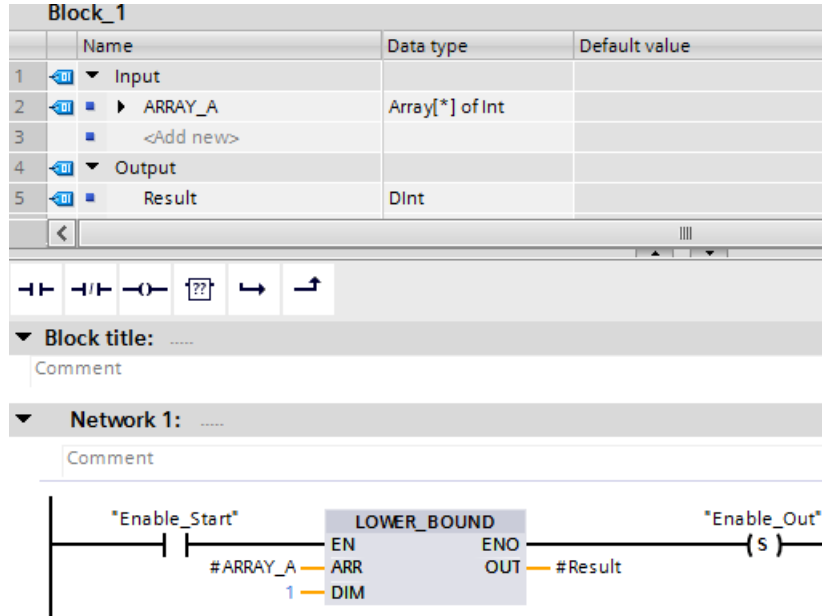 Block_1
Name Data type Default value
1 Input
2 ARRAY_A Array[*] of Int
3 <Add new>
4 Output
5 Result DInt
??
Block title: .....
Comment
Network 1: .....
Comment
"Enable_Start" LOWER_BOUND "Enable_Out"
EN ENO S
#ARRAY_A ARR OUT #Result
1 DIM